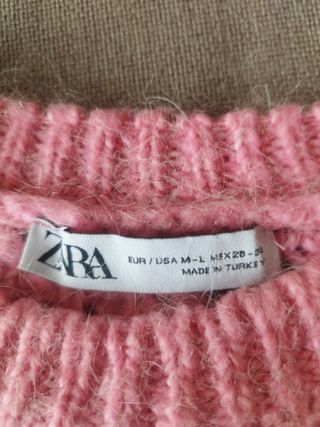 ZARA
EUR / USA M-L MEX 28-
MADE IN TURKEY